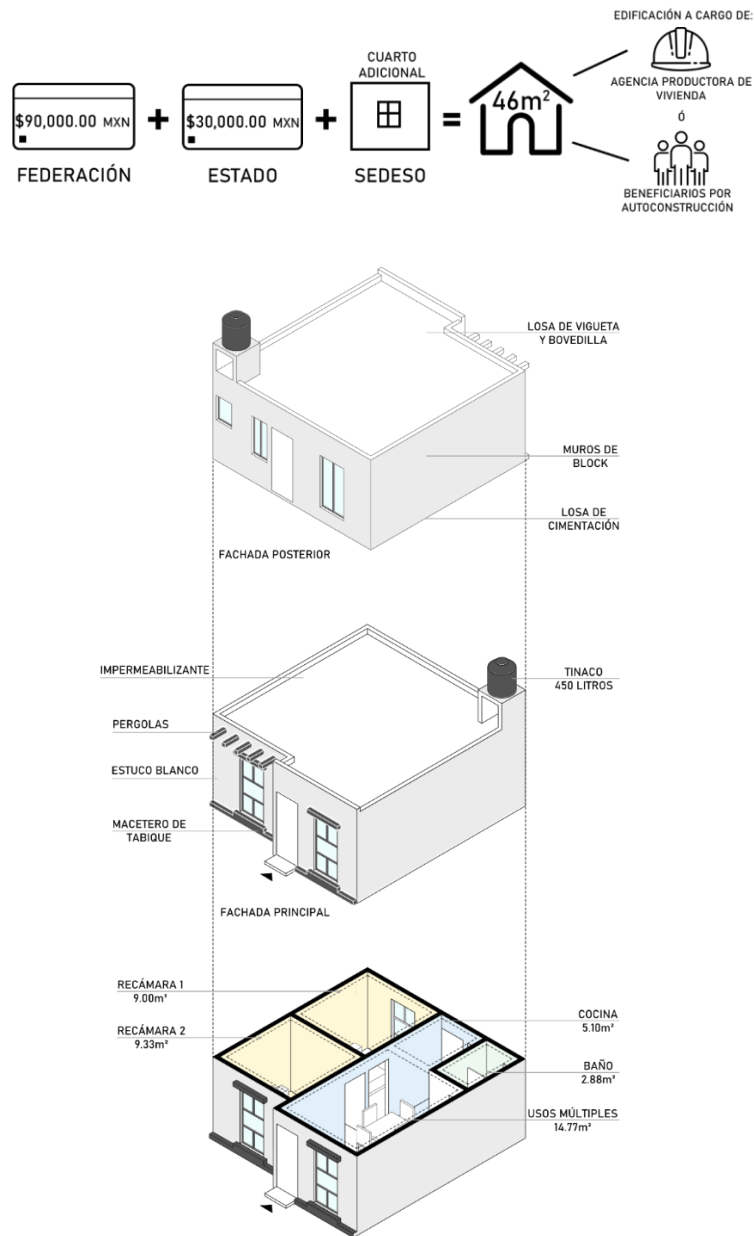 EDIFICACIÓN A CARGO DE:
CUARTO
ADICIONAL
$90,000.00 MXN
+
$30,000.00 MXN
+
=
46m²
AGENCIA PRODUCTORA DE
VIVIENDA
ó
FEDERACIÓN
ESTADO
SEDESO
BENEFICIARIOS POR
AUTOCONSTRUCCIÓN
LOSA DE VIGUETA
Y BOVEDILLA
MUROS DE
BLOCK
LOSA DE
CIMENTACIÓN
FACHADA POSTERIOR
IMPERMEABILIZANTE
TINACO
450 LITROS
PERGOLAS
ESTUCO BLANCO
MACETERO DE
TABIQUE
FACHADA PRINCIPAL
RECÁMARA 1
9.00m²
COCINA
5.10m²
RECÁMARA 2
9.33m²
BAÑO
2.88m²
USOS MÚLTIPLES
14.77m²